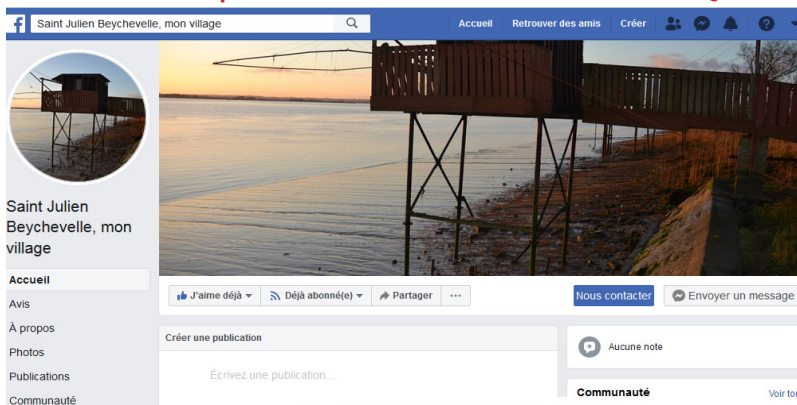 Saint Julien Beychevelle, mon village
Accueil Retrouver des amis Créer
Saint Julien
Beychevelle, mon
village
Accueil
Avis
À propos
Photos
Publications
Communauté
J'aime déjà Déjà abonné(e) Partager ...
Nous contacter Envoyer un message
Créer une publication
Écrivez une publication...
Aucune note
Communauté Voir tou